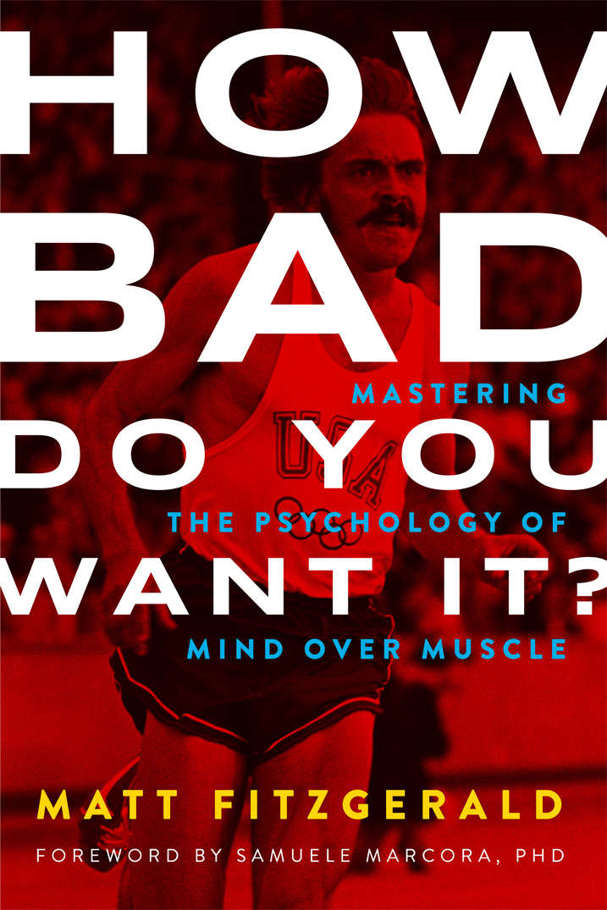 HOW
BAD
MASTERING
DO YOU
THE PSYCHOLOGY OF
WANT IT?
MIND OVER MUSCLE
USA
MATT FITZGERALD
FOREWORD BY SAMUELE MARCORA, PHD